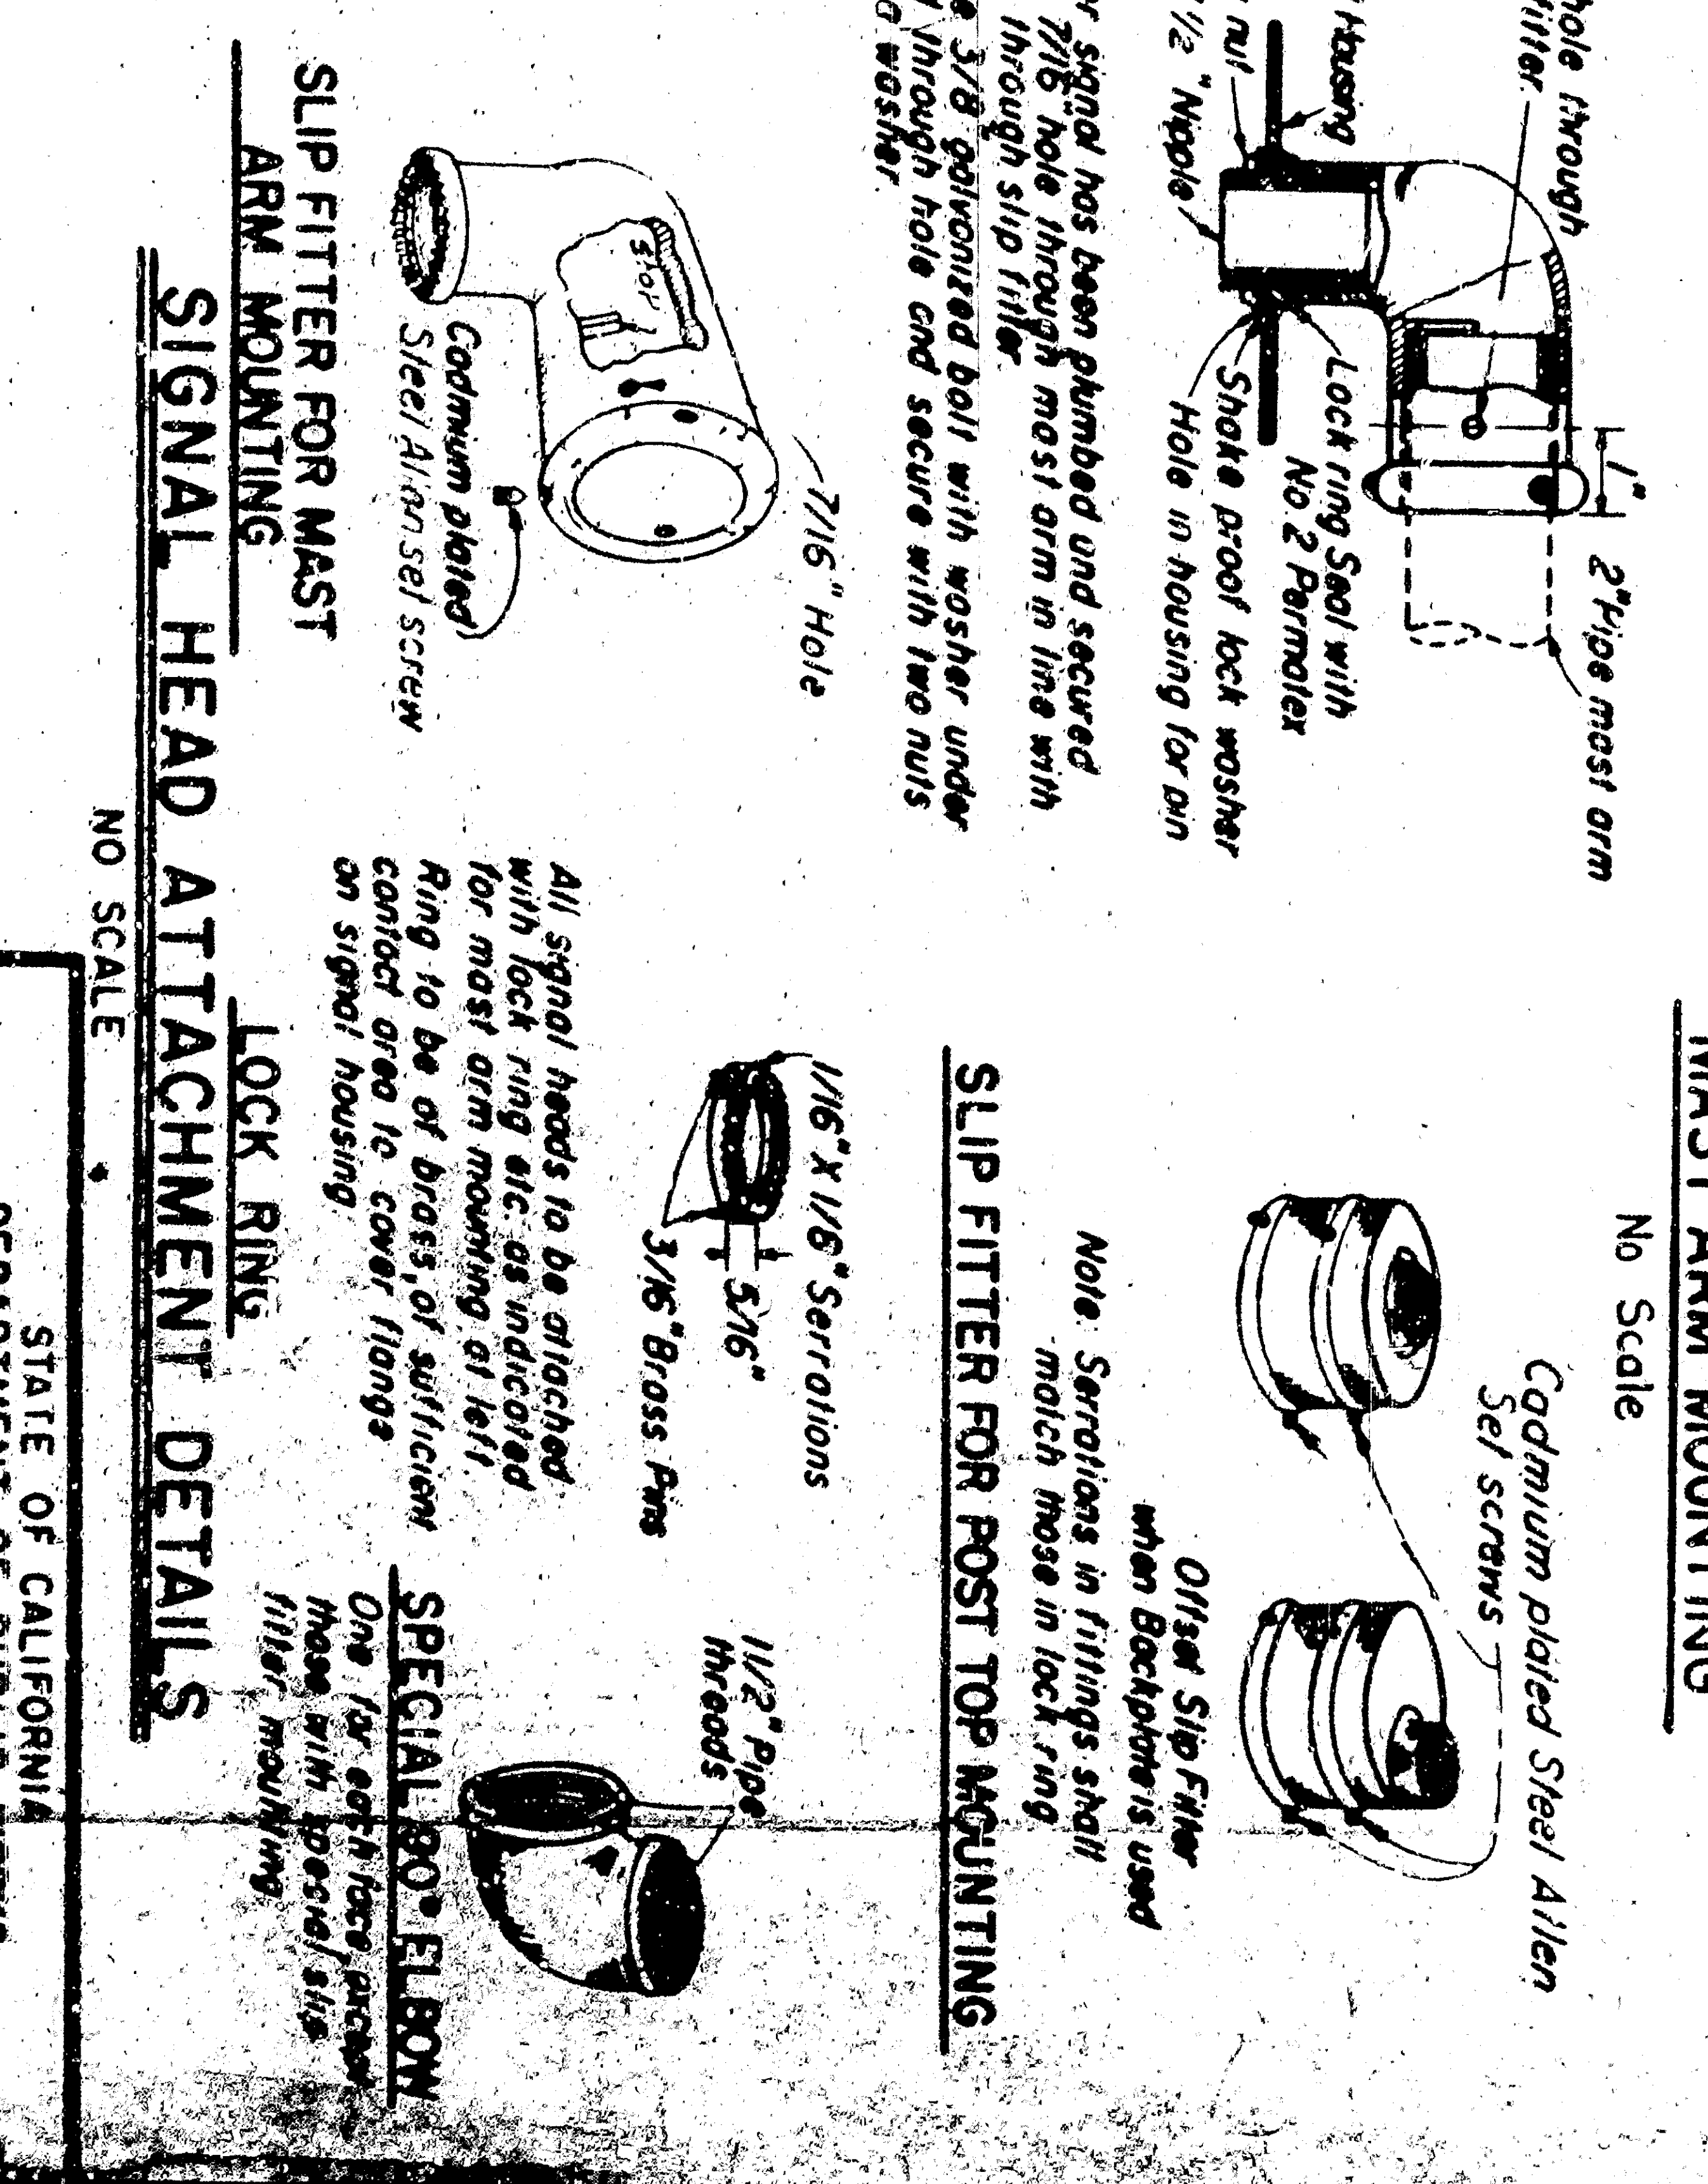 hole through
fitter.
Housing
nut
1/2 " Nipple
1"
2" Pipe mast arm
Lock ring Seal with
No. 2 Permatex
Shake proof lock washer
Hole in housing for pin
signal has been plumbed and secured
7/16" hole through mast arm in line with
through slip fitter
3/8 galvanized bolt with washer under
through hole and secure with two nuts
washer.
7/16" Hole
Stop
Cadmium plated
Steel Allen set screw
SLIP FITTER FOR MAST
ARM MOUNTING
MAST ARM MOUNTING
No Scale
Cadmium plated Steel Allen
Set screws
Offset Slip Fitter
when Backplate is used
Note: Serrations in fittings shall
match those in lock ring
SLIP FITTER FOR POST TOP MOUNTING
1/16" X 1/8" Serrations
5/16"
3/16" Brass Pins
All signal heads to be attached
with lock ring etc. as indicated
for mast arm mounting at left.
Ring to be of brass, of sufficient
contact area to cover flange
on signal housing.
LOCK RING
1 1/2" Pipe
threads
SPECIAL 90° ELBOW
One for each face except
those with special slip
fitter mounting
SIGNAL HEAD ATTACHMENT DETAILS
NO SCALE
STATE OF CALIFORNIA